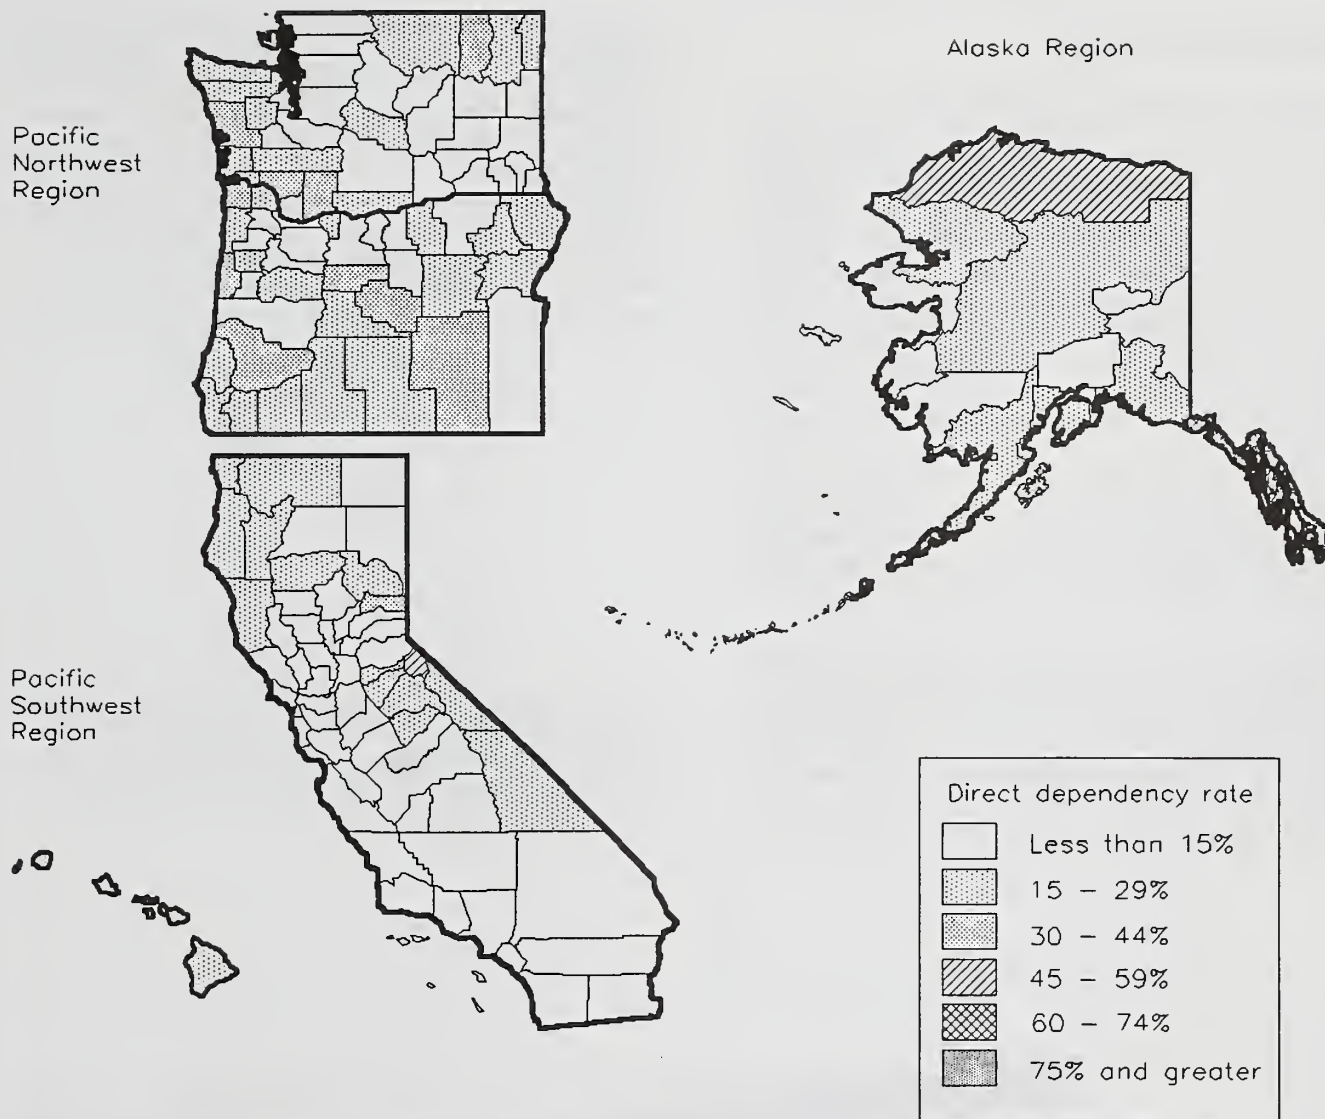 Alaska Region
Pacific
Northwest
Region
Pacific
Southwest
Region
Direct dependency rate
Less than 15%
15 – 29%
30 – 44%
45 – 59%
60 – 74%
75% and greater